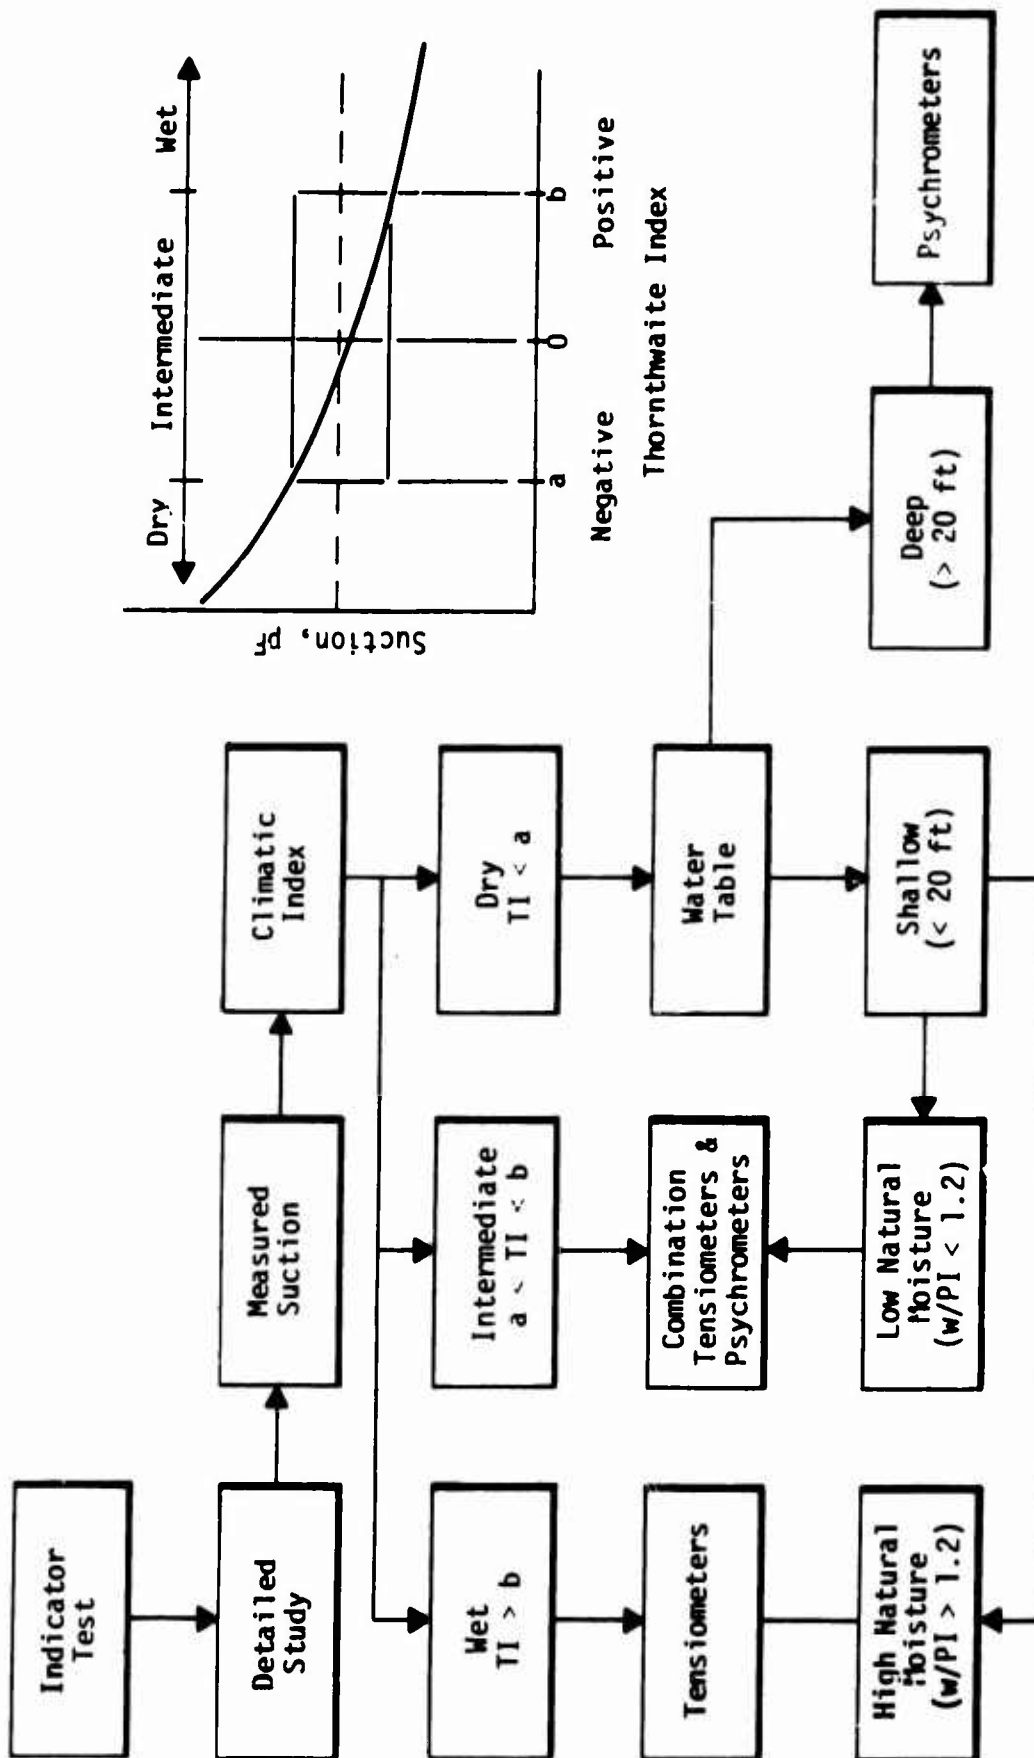 Indicator
Test
Detailed
Study
Measured
Suction
Climatic
Index
Wet
TI > b
Intermediate
a < TI < b
Dry
TI < a
Tensiometers
Combination
Tensiometers &
Psychrometers
Water
Table
High Natural
Moisture
(w/PI > 1.2)
Low Natural
Moisture
(w/PI < 1.2)
Shallow
(< 20 ft)
Deep
(> 20 ft)
Psychrometers
Dry
Intermediate
Wet
Suction, pF
a
0
b
Negative
Positive
Thornthwaite Index